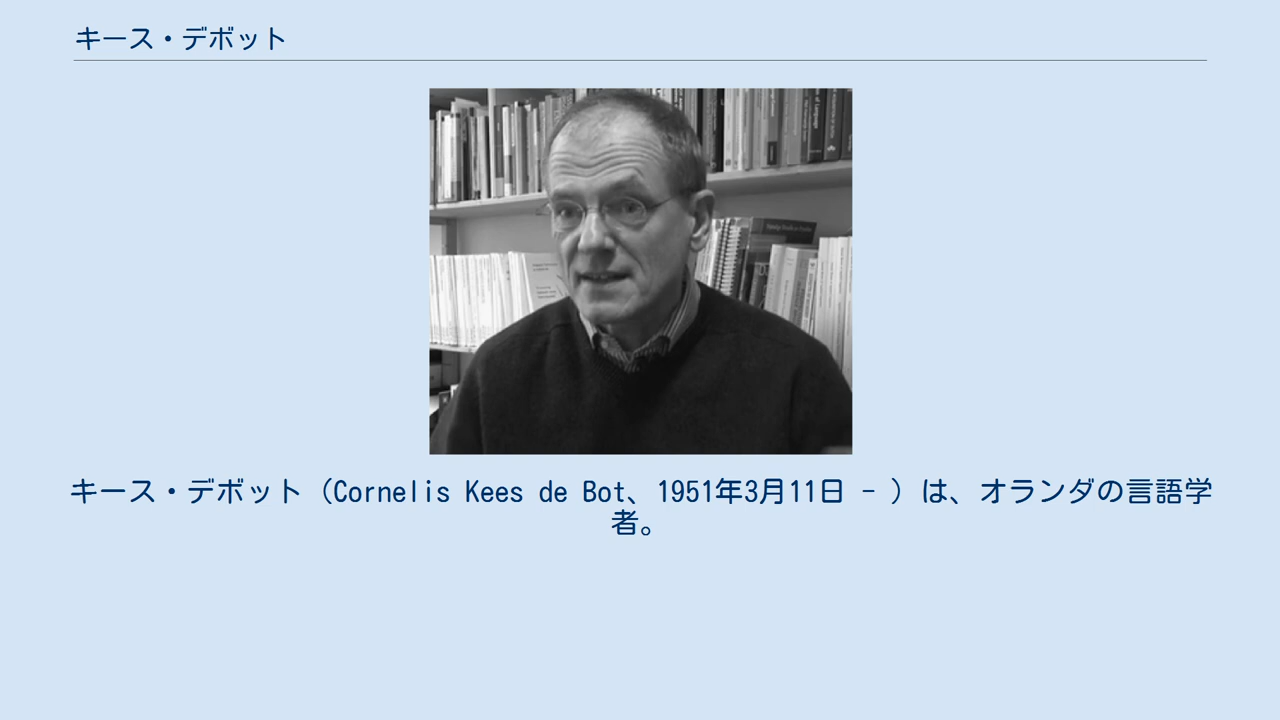 キース・デボット
キース・デボット（Cornelis Kees de Bot、1951年3月11日 - ）は、オランダの言語学
者。